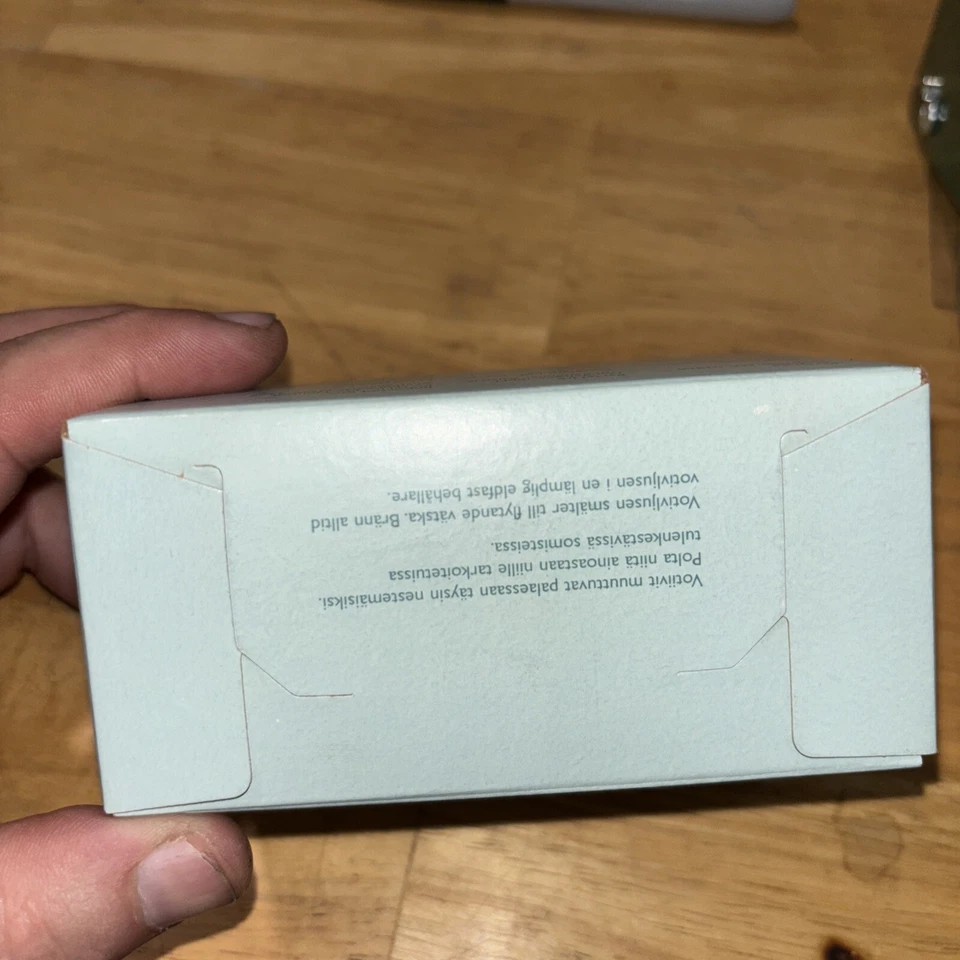 Votiivit muuttuvat palaessaan täysin nestemäisiksi.
Polta niitä ainoastaan niille tarkoitetuissa
tulenkestävissä somisteissa.
Votivljusen smälter till flytande vätska. Bränn alltid
votivljusen i en lämplig eldfast behållare.